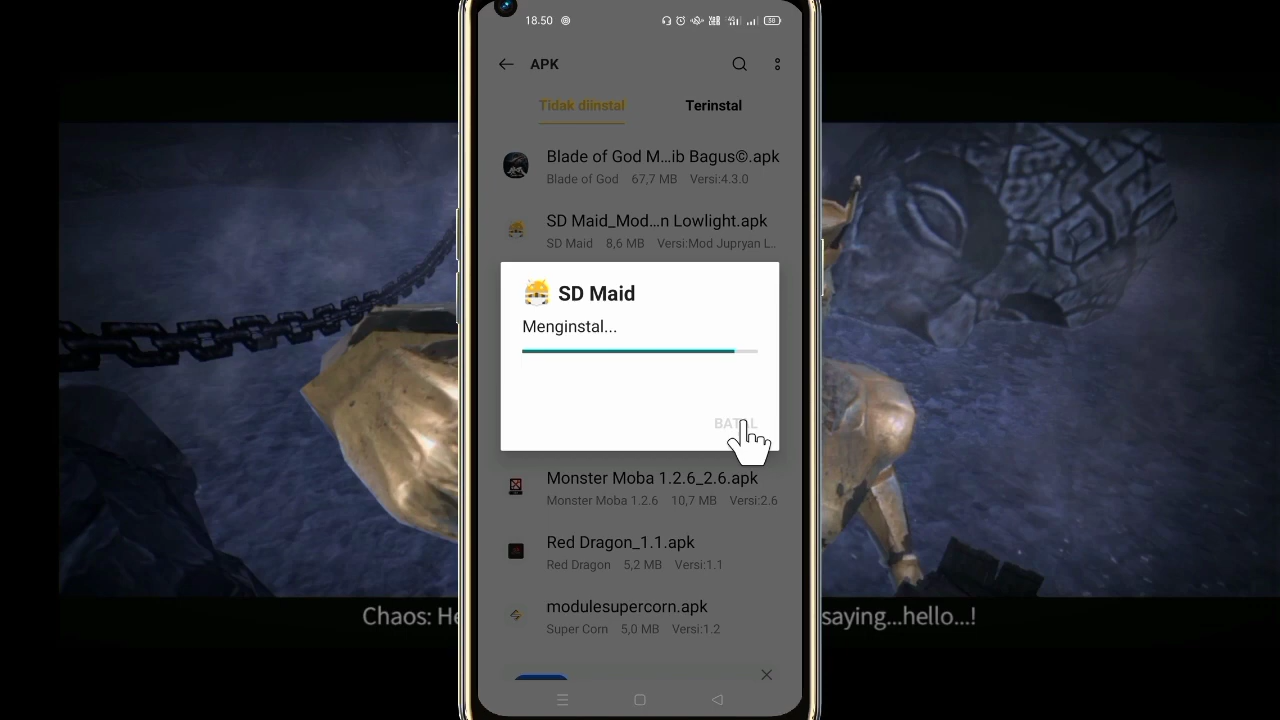 18.50
APK
Tidak diinstal
Terinstal
Blade of God M...ib Bagus©.apk
Blade of God 67,7 MB Versi:4.3.0
SD Maid_Mod...n Lowlight.apk
SD Maid 8,6 MB Versi:Mod Jupryan L..
SD Maid
Menginstal...
BATAL
Monster Moba 1.2.6_2.6.apk
Monster Moba 1.2.6 10,7 MB Versi:2.6
Red Dragon_1.1.apk
Red Dragon 5,2 MB Versi:1.1
Chaos: He
saying...hello...!
modulesupercorn.apk
Super Corn 5,0 MB Versi:1.2